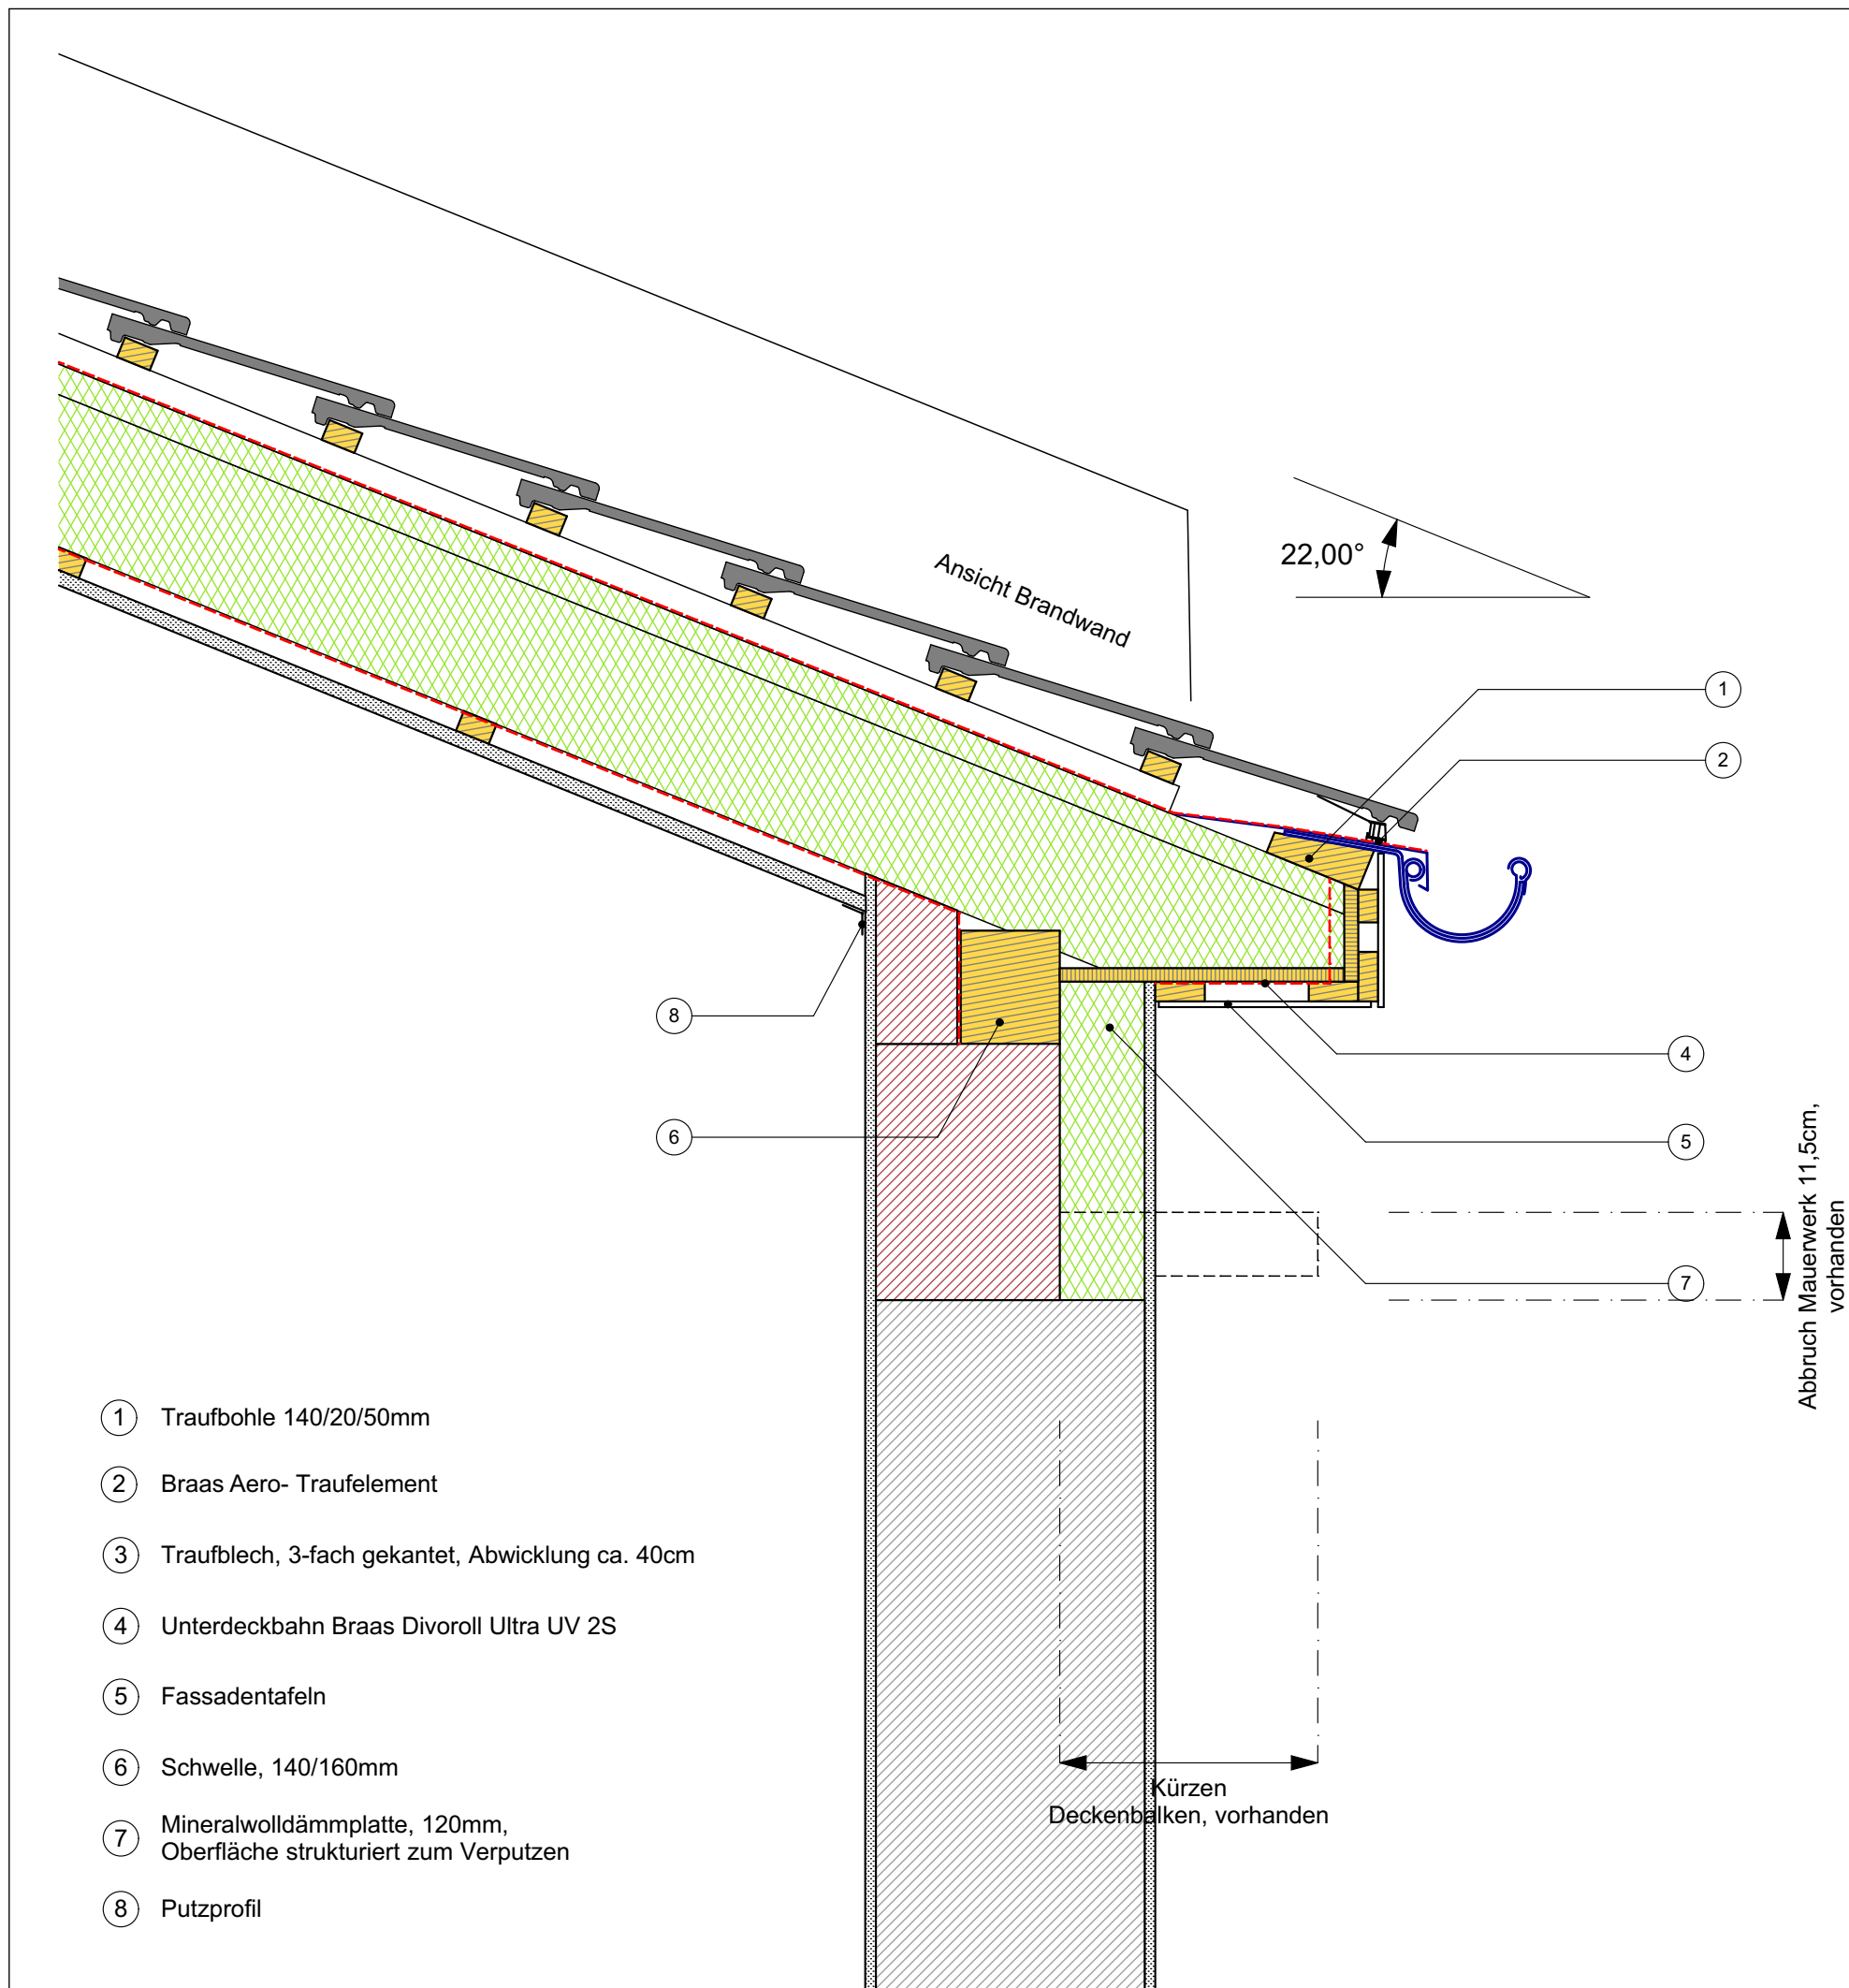 Ansicht Brandwand
22,00°
1
2
8
4
6
5
7
Abbruch Mauerwerk 11,5cm,
vorhanden
1 Traufbohle 140/20/50mm
2 Braas Aero- Traufelement
3 Traufblech, 3-fach gekantet, Abwicklung ca. 40cm
4 Unterdeckbahn Braas Divoroll Ultra UV 2S
5 Fassadentafeln
6 Schwelle, 140/160mm
7 Mineralwolldämmplatte, 120mm,
Oberfläche strukturiert zum Verputzen
8 Putzprofil
Kürzen
Deckenbalken, vorhanden